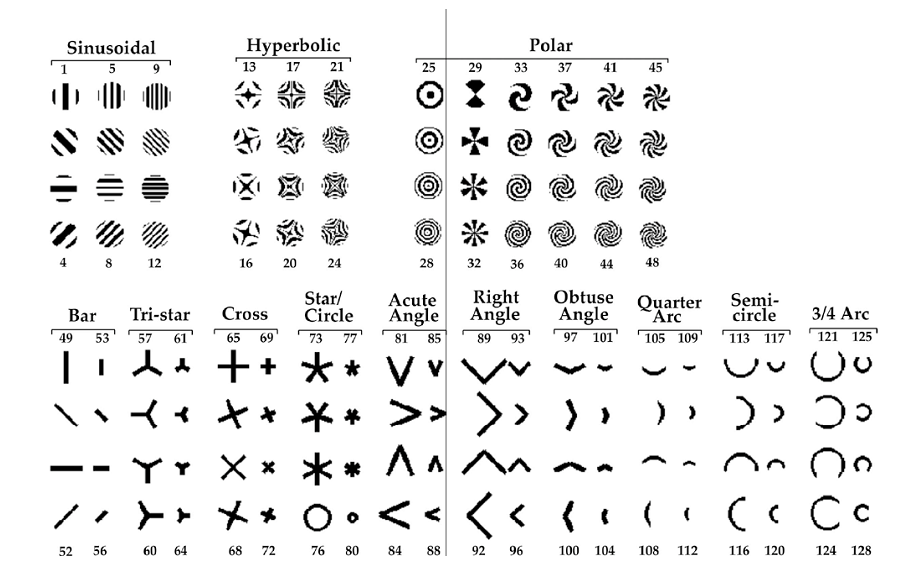 Sinusoidal Hyperbolic Polar
1 5 9 13 17 21 25 29 33 37 41 45
4 8 12 16 20 24 28 32 36 40 44 48
Bar Tri-star Cross Star/ Circle Acute Angle Right Angle Obtuse Angle Quarter Arc Semi- circle 3/4 Arc
49 53 57 61 65 69 73 77 81 85 89 93 97 101 105 109 113 117 121 125
52 56 60 64 68 72 76 80 84 88 92 96 100 104 108 112 116 120 124 128